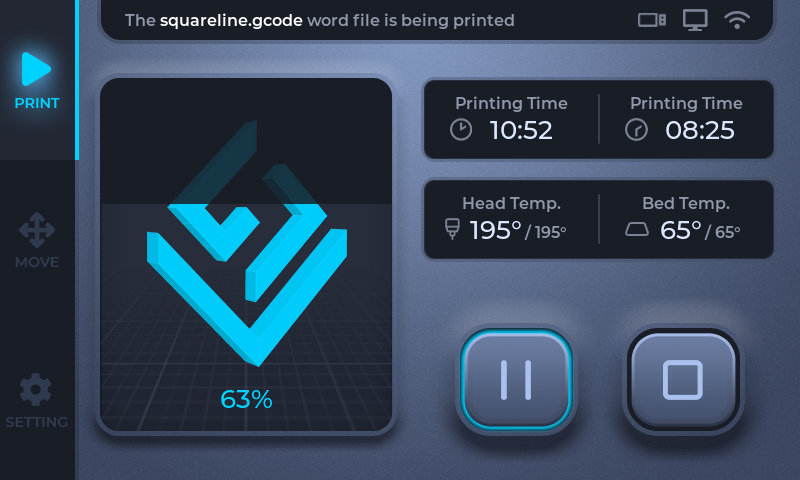 The squareline.gcode word file is being printed
PRINT
MOVE
SETTING
63%
Printing Time
10:52
Printing Time
08:25
Head Temp.
195° / 195°
Bed Temp.
65° / 65°